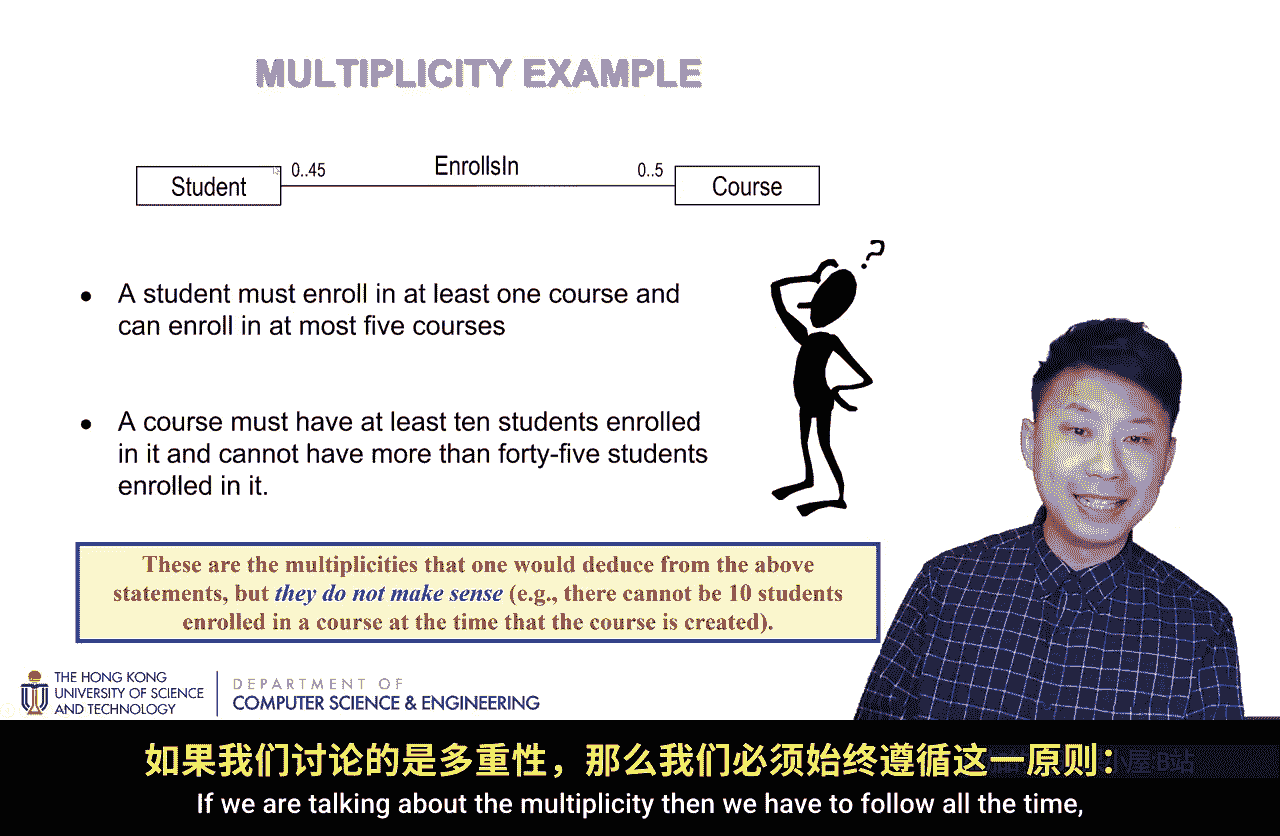 MULTIPLICITY EXAMPLE
Student
0..45
EnrollsIn
0..5
Course
?
● A student must enroll in at least one course and
can enroll in at most five courses
● A course must have at least ten students enrolled
in it and cannot have more than forty-five students
enrolled in it.
These are the multiplicities that one would deduce from the above
statements, but they do not make sense (e.g., there cannot be 10 students
enrolled in a course at the time that the course is created).
THE HONG KONG
UNIVERSITY OF SCIENCE
AND TECHNOLOGY
DEPARTMENT OF
COMPUTER SCIENCE & ENGINEERING
如果我们讨论的是多重性，那么我们必须始终遵循这一原则：
小屋 B站
If we are talking about the multiplicity then we have to follow all the time,